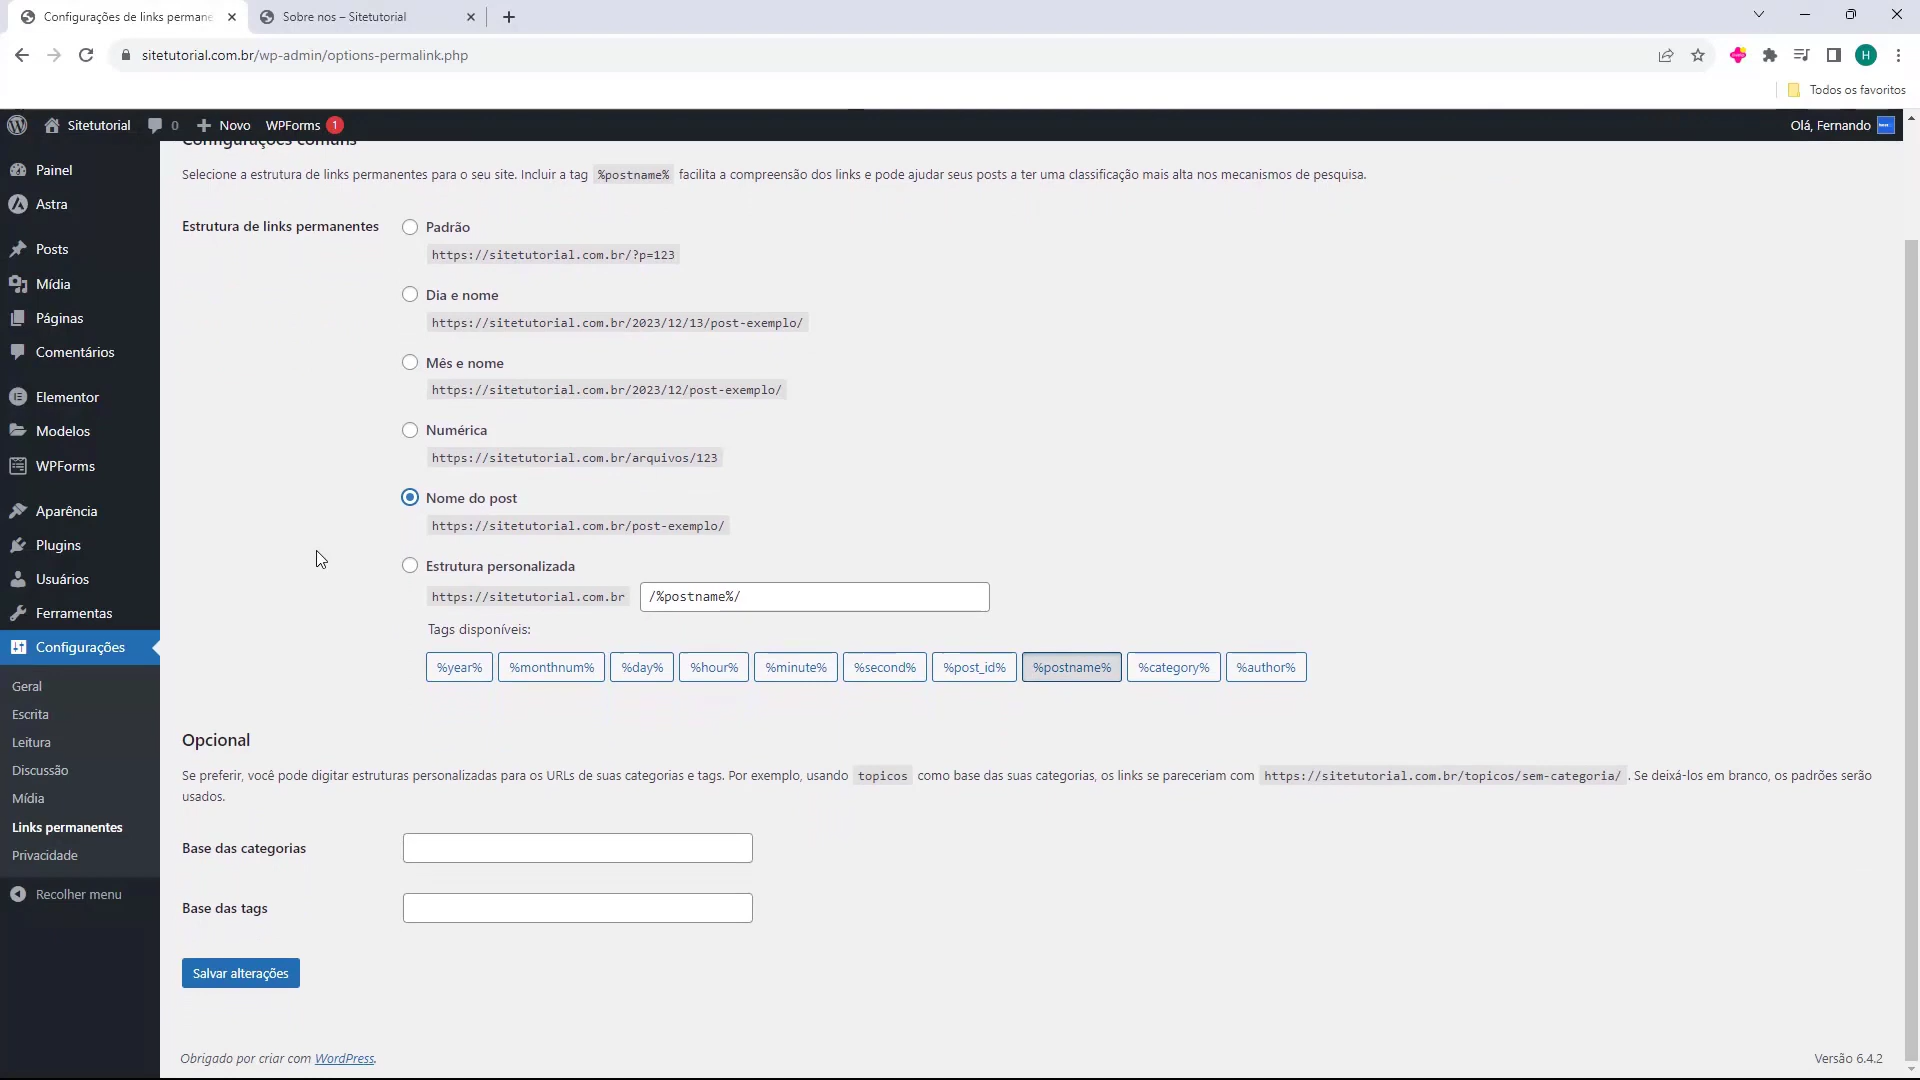 Configurações de links permane
Sobre nos – Sitetutorial
sitetutorial.com.br/wp-admin/options-permalink.php
H
Todos os favoritos
Sitetutorial
0
Novo
WPForms
1
Olá, Fernando
Painel
Astra
Posts
Mídia
Páginas
Comentários
Elementor
Modelos
WPForms
Aparência
Plugins
Usuários
Ferramentas
Configurações
Geral
Escrita
Leitura
Discussão
Mídia
Links permanentes
Privacidade
Recolher menu
Configurações comuns
Selecione a estrutura de links permanentes para o seu site. Incluir a tag %postname% facilita a compreensão dos links e pode ajudar seus posts a ter uma classificação mais alta nos mecanismos de pesquisa.
Estrutura de links permanentes
Padrão
https://sitetutorial.com.br/?p=123
Dia e nome
https://sitetutorial.com.br/2023/12/13/post-exemplo/
Mês e nome
https://sitetutorial.com.br/2023/12/post-exemplo/
Numérica
https://sitetutorial.com.br/arquivos/123
Nome do post
https://sitetutorial.com.br/post-exemplo/
Estrutura personalizada
https://sitetutorial.com.br /%postname%/
Tags disponíveis:
%year% %monthnum% %day% %hour% %minute% %second% %post_id% %postname% %category% %author%
Opcional
Se preferir, você pode digitar estruturas personalizadas para os URLs de suas categorias e tags. Por exemplo, usando topicos como base das suas categorias, os links se pareceriam com https://sitetutorial.com.br/topicos/sem-categoria/ . Se deixá-los em branco, os padrões serão
usados.
Base das categorias
Base das tags
Salvar alterações
Obrigado por criar com WordPress.
Versão 6.4.2